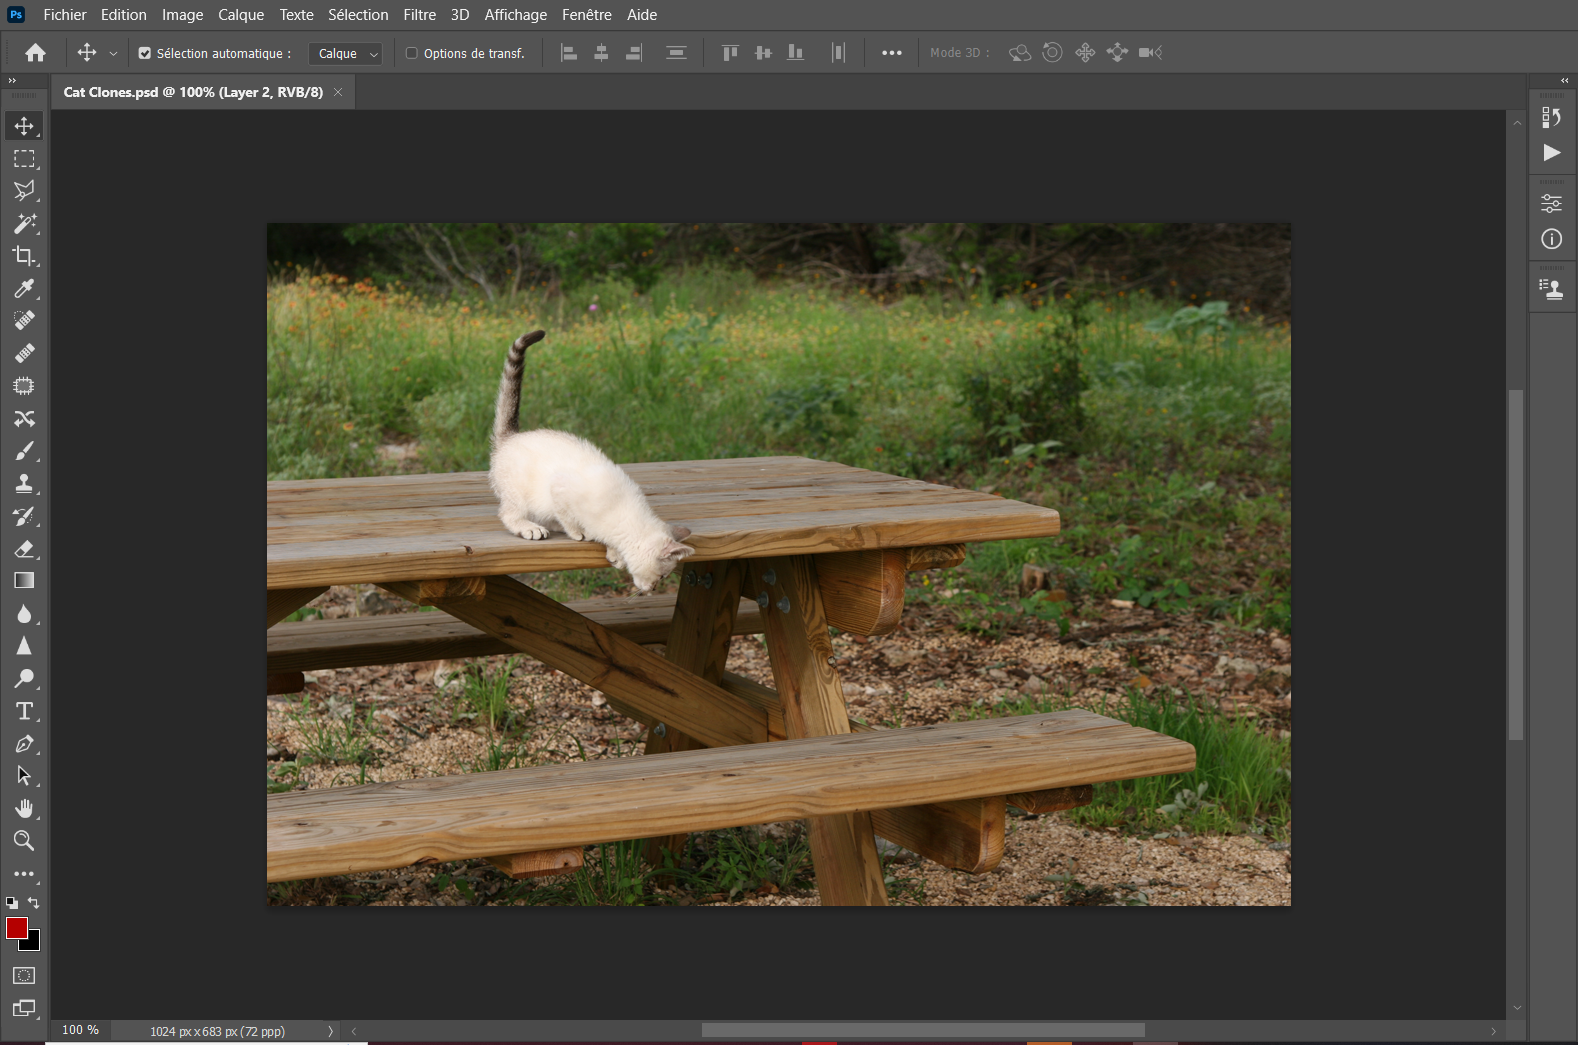 Ps Fichier Edition Image Calque Texte Sélection Filtre 3D Affichage Fenêtre Aide
Sélection automatique : Calque Options de transf. Mode 3D :
Cat Clones.psd @ 100% (Layer 2, RVB/8)
100 % 1024 px x 683 px (72 ppp)